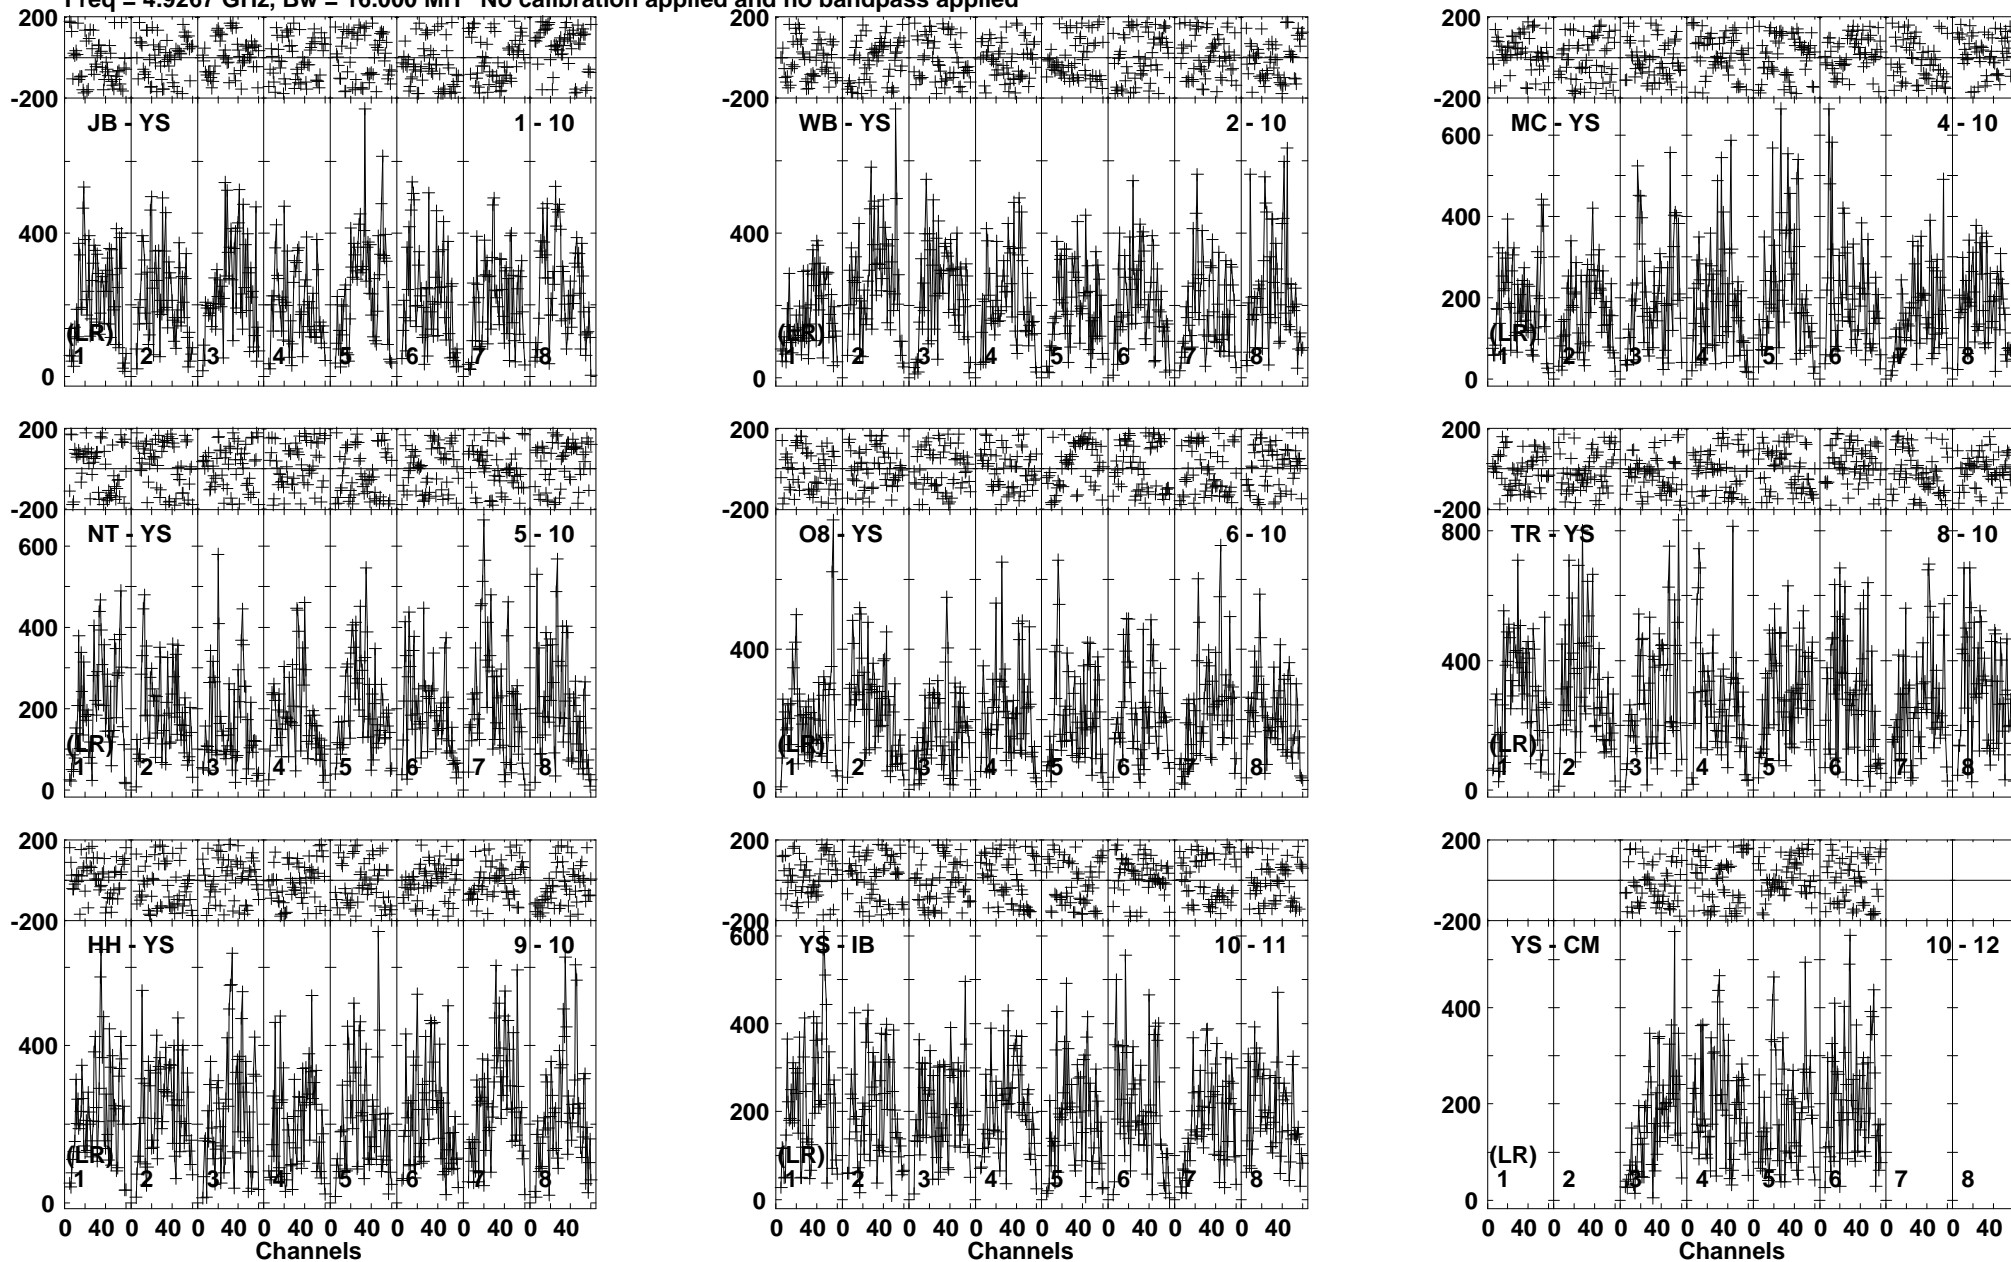 Freq = 4.9267 GHz, Bw = 16.000 MH No calibration applied and no bandpass applied
200 200 200
-200 -200 -200
JB - YS 1 - 10 WB - YS 2 - 10 MC - YS 4 - 10
600
400 400 400
200
(LR) (LR) (LR)
1 2 3 4 5 6 7 8 1 2 3 4 5 6 7 8 1 2 3 4 5 6 7 8
0 0 0
200 200 200
-200 -200 -200
NT - YS 5 - 10 O8 - YS 6 - 10 TR - YS 8 - 10
600 800
400 400 400
200
(LR) (LR) (LR)
1 2 3 4 5 6 7 8 1 2 3 4 5 6 7 8 1 2 3 4 5 6 7 8
0 0 0
200 200 200
-200 -200 -200
HH - YS 9 - 10 YS - IB 10 - 11 YS - CM 10 - 12
600
400 400 400
200 200
(LR) (LR) (LR)
1 2 3 4 5 6 7 8 1 2 3 4 5 6 7 8 1 2 3 4 5 6 7 8
0 0 0
0 40 0 40 0 40 0 40 0 40 0 40 0 40 0 40 0 40 0 40 0 40 0 40 0 40 0 40 0 40 0 40 0 40 0 40 0 40 0 40 0 40 0 40 0 40 0 40
Channels Channels Channels